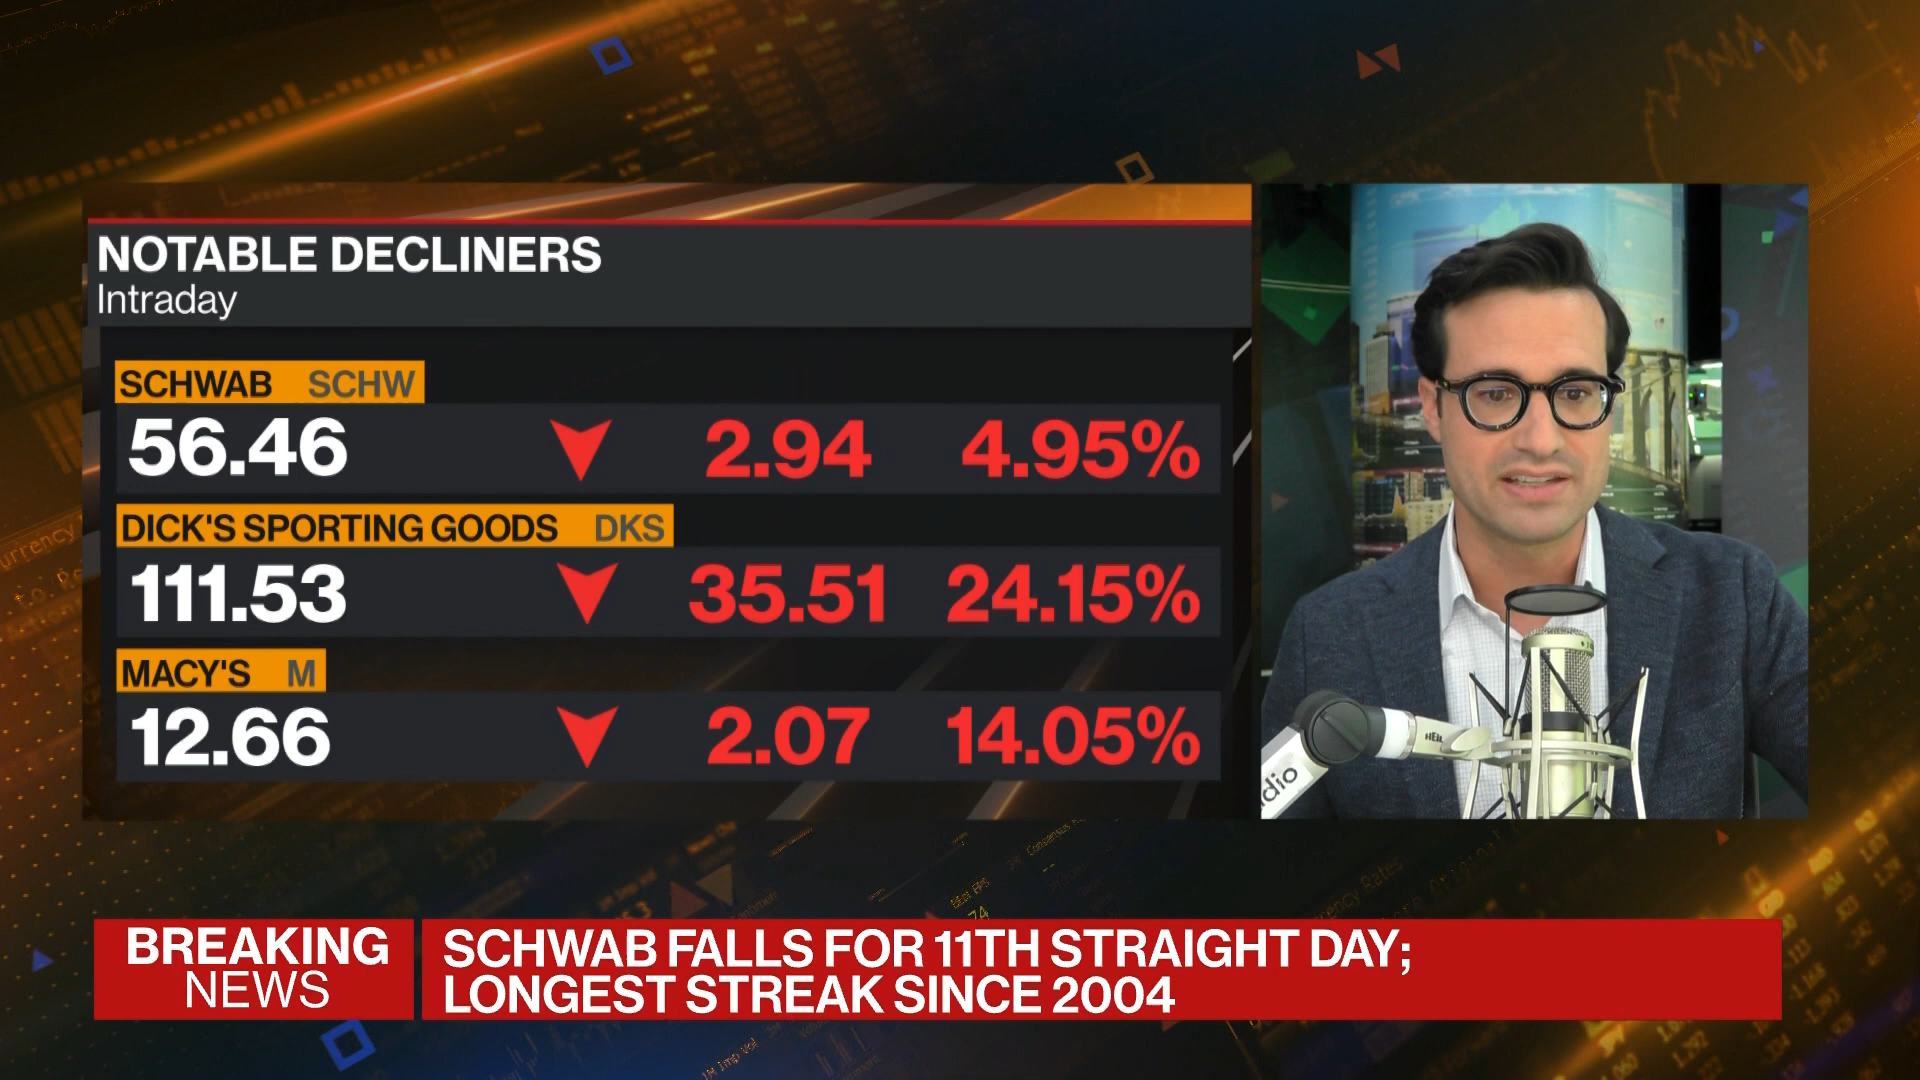 NOTABLE DECLINERS
Intraday
SCHWAB SCHW
56.46 2.94 4.95%
DICK'S SPORTING GOODS DKS
111.53 35.51 24.15%
MACY'S M
12.66 2.07 14.05%
HEIL
dio
BREAKING
NEWS
SCHWAB FALLS FOR 11TH STRAIGHT DAY;
LONGEST STREAK SINCE 2004